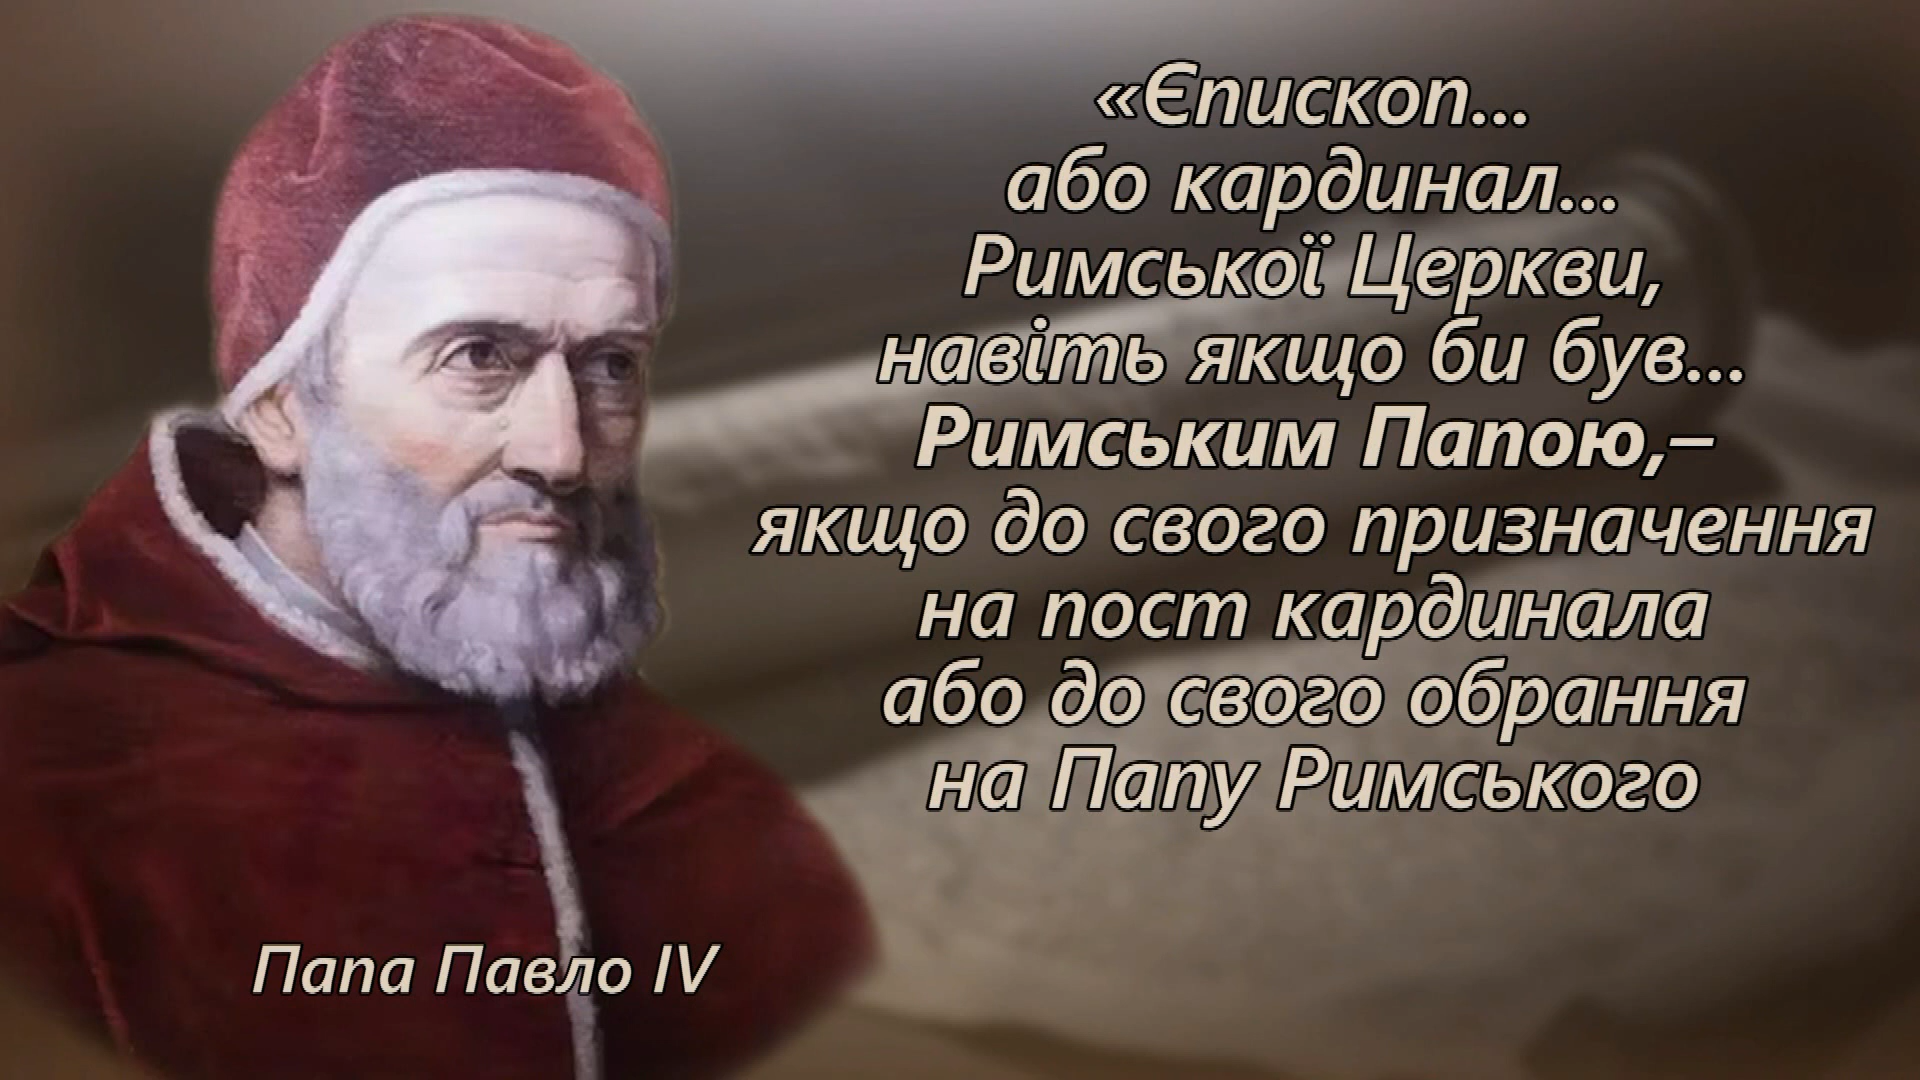 «Єпископ...
або кардинал...
Римської Церкви,
навіть якщо би був...
Римським Папою,–
якщо до свого призначення
на пост кардинала
або до свого обрання
на Папу Римського
Папа Павло IV